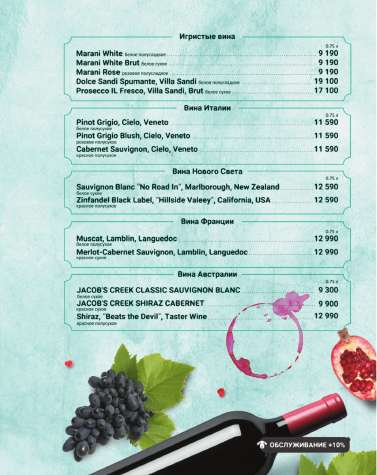 Игристые вина
0.75 л
Marani White белое полусладкое 9 190
Marani White Brut белое сухое 9 190
Marani Rose розовое полусладкое 9 190
Dolce Sandi Spumante, Villa Sandi белое сладкое 19 100
Prosecco IL Fresco, Villa Sandi, Brut белое сухое 17 100
Вина Италии
0.75 л
Pinot Grigio, Cielo, Veneto 11 590
белое полусухое
Pinot Grigio Blush, Cielo, Veneto 11 590
розовое полусухое
Cabernet Sauvignon, Cielo, Veneto 11 590
красное полусухое
Вина Нового Света
0.75 л
Sauvignon Blanc "No Road In", Marlborough, New Zealand 12 590
белое сухое
Zinfandel Black Label, "Hillside Valeey", California, USA 12 590
красное полусухое
Вина Франции
0.75 л
Muscat, Lamblin, Languedoc 12 990
белое полусухое
Merlot-Cabernet Sauvignon, Lamblin, Languedoc 12 990
красное сухое
Вина Австралии
0.75 л
JACOB'S CREEK CLASSIC SAUVIGNON BLANC 9 300
белое сухое
JACOB'S CREEK SHIRAZ CABERNET 9 900
красное сухое
Shiraz, "Beats the Devil", Taster Wine 12 990
красное полусухое
ОБСЛУЖИВАНИЕ +10%